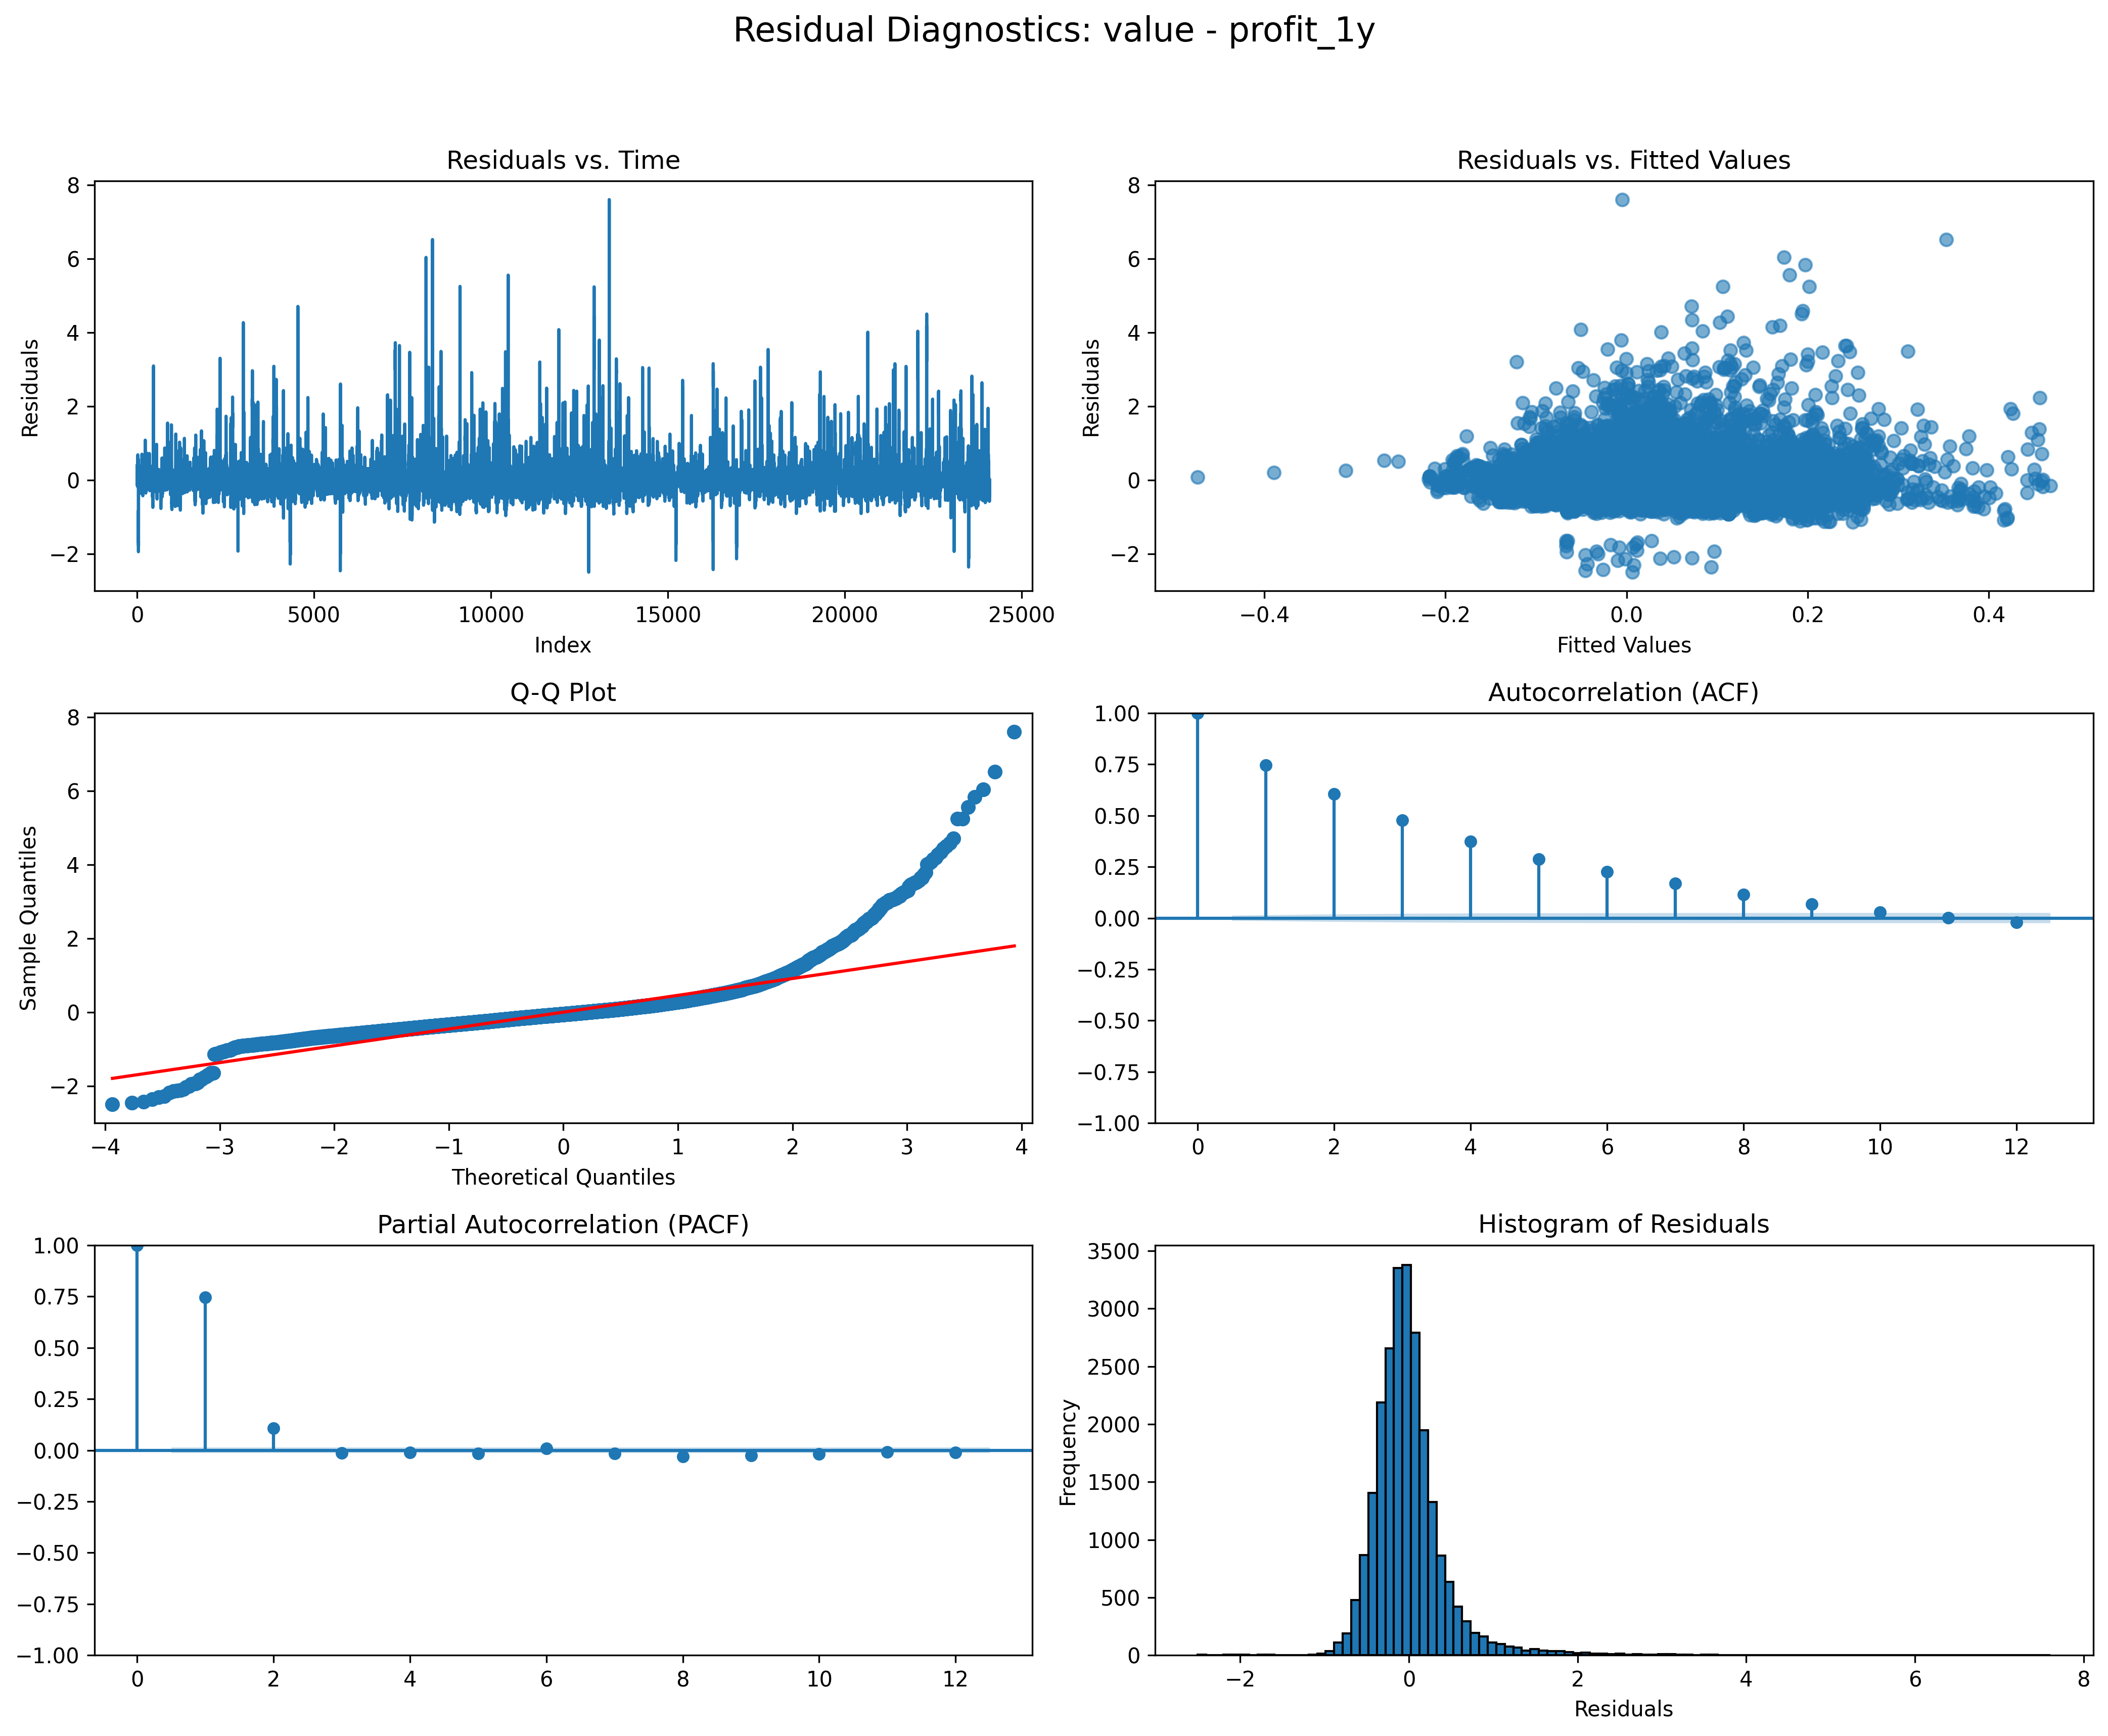 Residual Diagnostics: value - profit_1y
Residuals vs. Time
Residuals
8
6
4
2
0
−2
0 5000 10000 15000 20000 25000
Index
Residuals vs. Fitted Values
Residuals
8
6
4
2
0
−2
−0.4 −0.2 0.0 0.2 0.4
Fitted Values
Q-Q Plot
Sample Quantiles
8
6
4
2
0
−2
−4 −3 −2 −1 0 1 2 3 4
Theoretical Quantiles
Autocorrelation (ACF)
1.00
0.75
0.50
0.25
0.00
−0.25
−0.50
−0.75
−1.00
0 2 4 6 8 10 12
Partial Autocorrelation (PACF)
1.00
0.75
0.50
0.25
0.00
−0.25
−0.50
−0.75
−1.00
0 2 4 6 8 10 12
Histogram of Residuals
Frequency
3500
3000
2500
2000
1500
1000
500
0
−2 0 2 4 6 8
Residuals